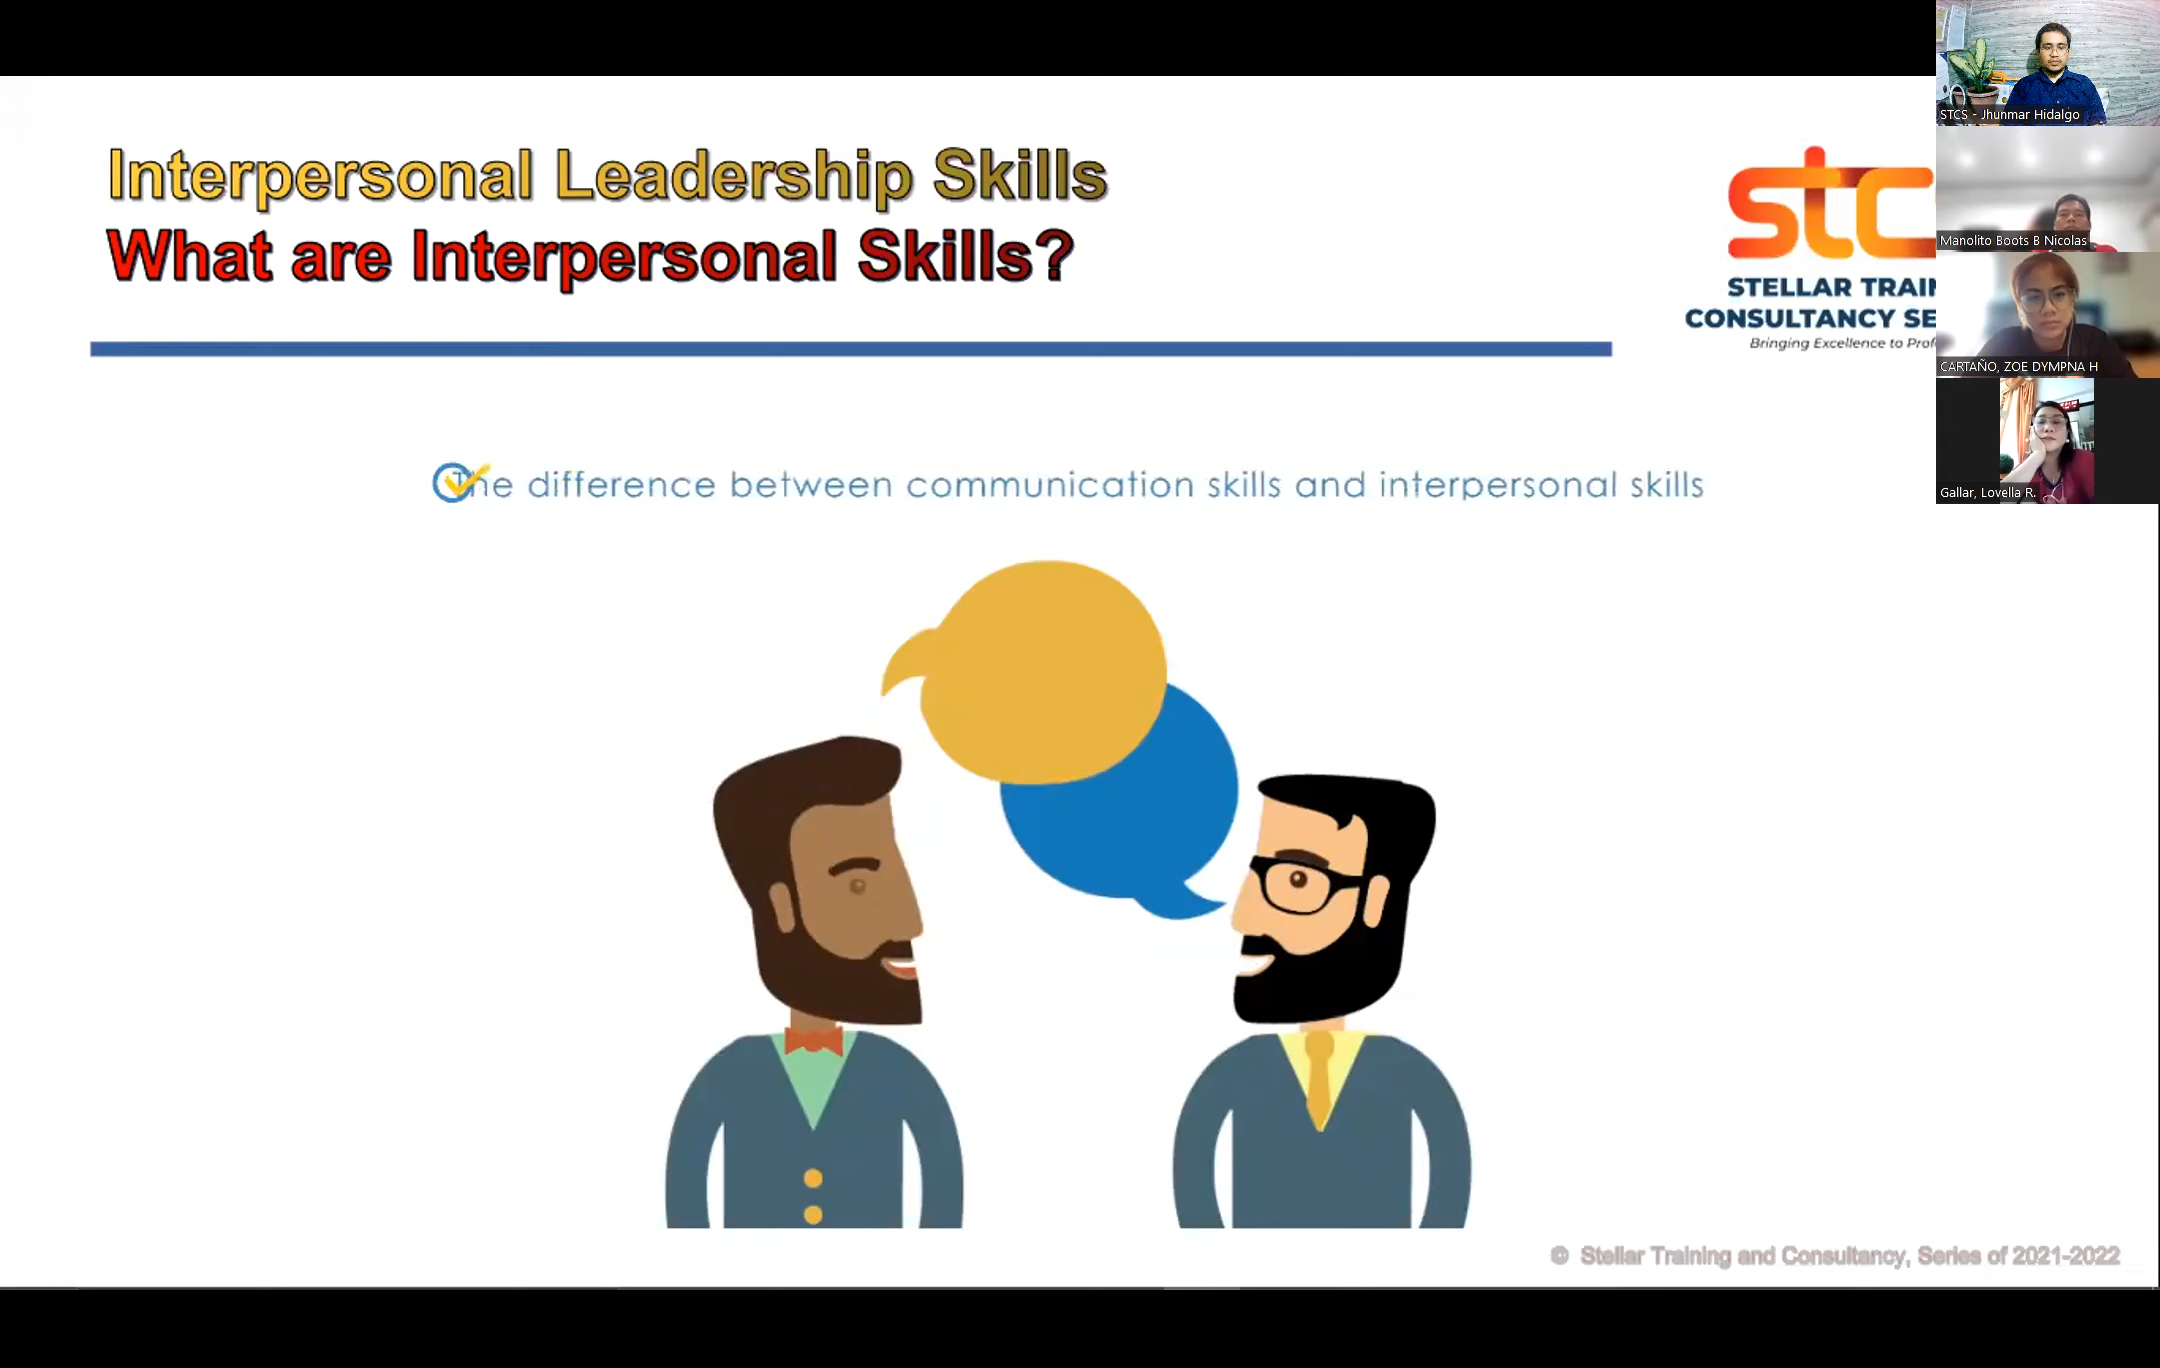 Interpersonal Leadership Skills
What are Interpersonal Skills?
stc
STELLAR TRAIN
CONSULTANCY SE
Bringing Excellence to Prof
The difference between communication skills and interpersonal skills
© Stellar Training and Consultancy, Series of 2021-2022
STCS - Jhunmar Hidalgo
Manolito Boots B Nicolas
CARTAÑO, ZOE DYMPNA H
Gallar, Lovella R.